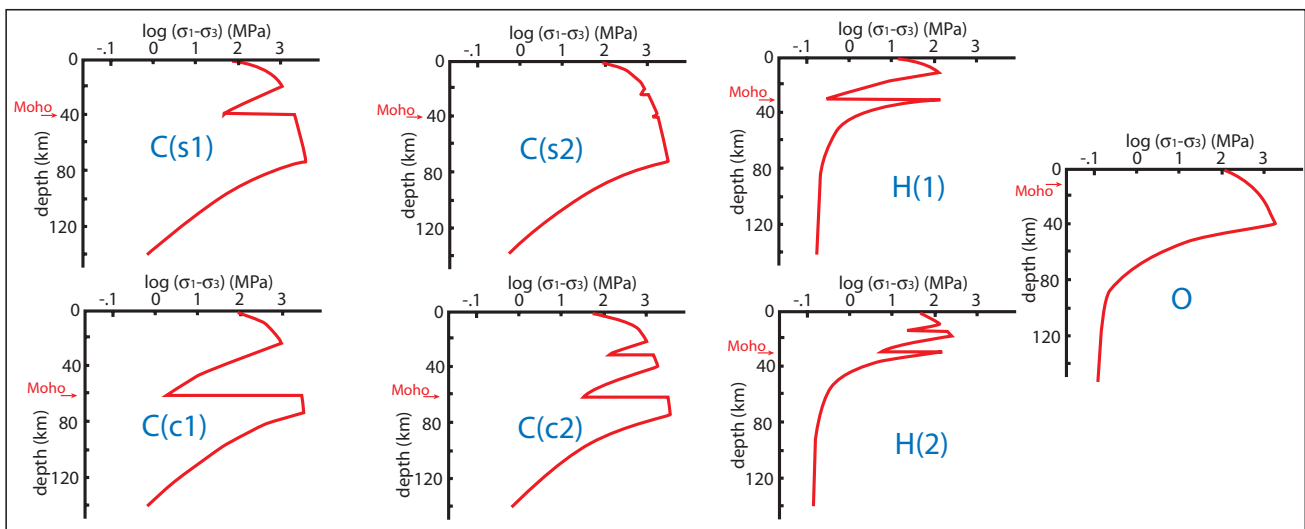 log (σ1-σ3) (MPa)
-.1 0 1 2 3
0
40
80
120
depth (km)
Moho
C(s1)
log (σ1-σ3) (MPa)
-.1 0 1 2 3
0
40
80
120
depth (km)
Moho
C(s2)
log (σ1-σ3) (MPa)
-.1 0 1 2 3
0
40
80
120
depth (km)
Moho
H(1)
log (σ1-σ3) (MPa)
-.1 0 1 2 3
0
40
80
120
depth (km)
Moho
O
log (σ1-σ3) (MPa)
-.1 0 1 2 3
0
40
80
120
depth (km)
Moho
C(c1)
log (σ1-σ3) (MPa)
-.1 0 1 2 3
0
40
80
120
depth (km)
Moho
C(c2)
log (σ1-σ3) (MPa)
-.1 0 1 2 3
0
40
80
120
depth (km)
Moho
H(2)